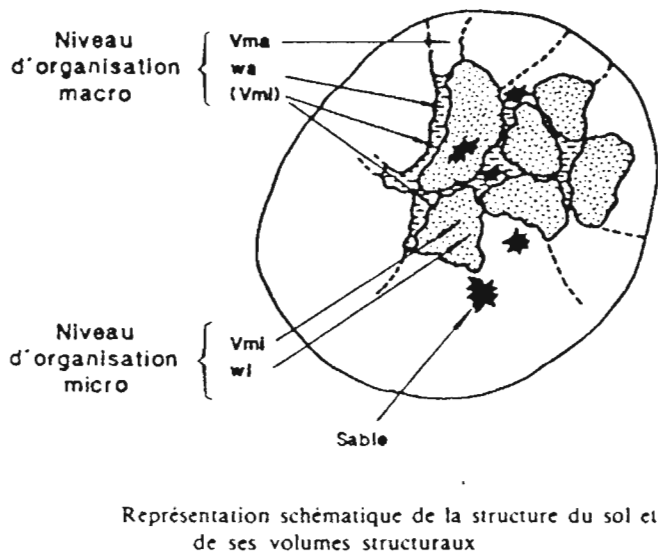 Niveau
d'organisation
macro
Vma
wa
(Vmi)
Niveau
d'organisation
micro
Vmi
wi
Sable
Représentation schématique de la structure du sol et
de ses volumes structuraux